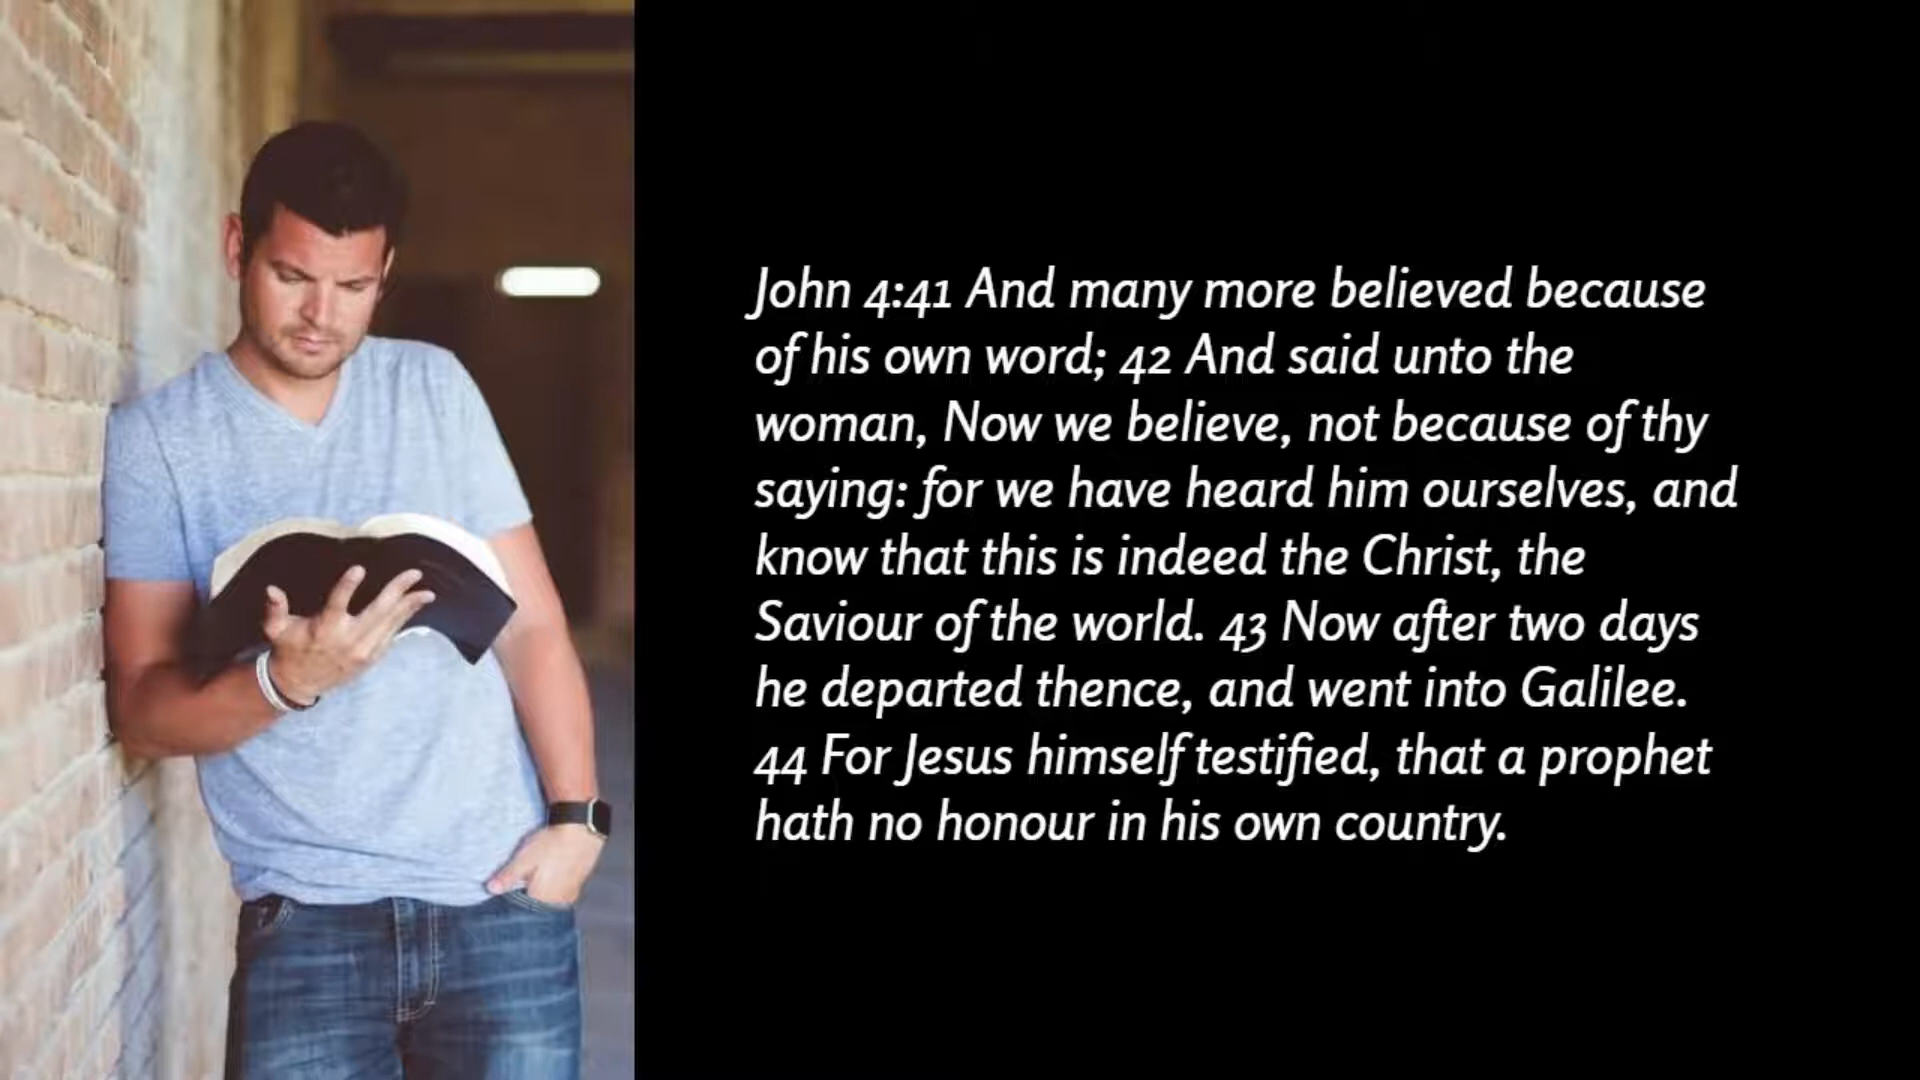 John 4:41 And many more believed because
of his own word; 42 And said unto the
woman, Now we believe, not because of thy
saying: for we have heard him ourselves, and
know that this is indeed the Christ, the
Saviour of the world. 43 Now after two days
he departed thence, and went into Galilee.
44 For Jesus himself testified, that a prophet
hath no honour in his own country.